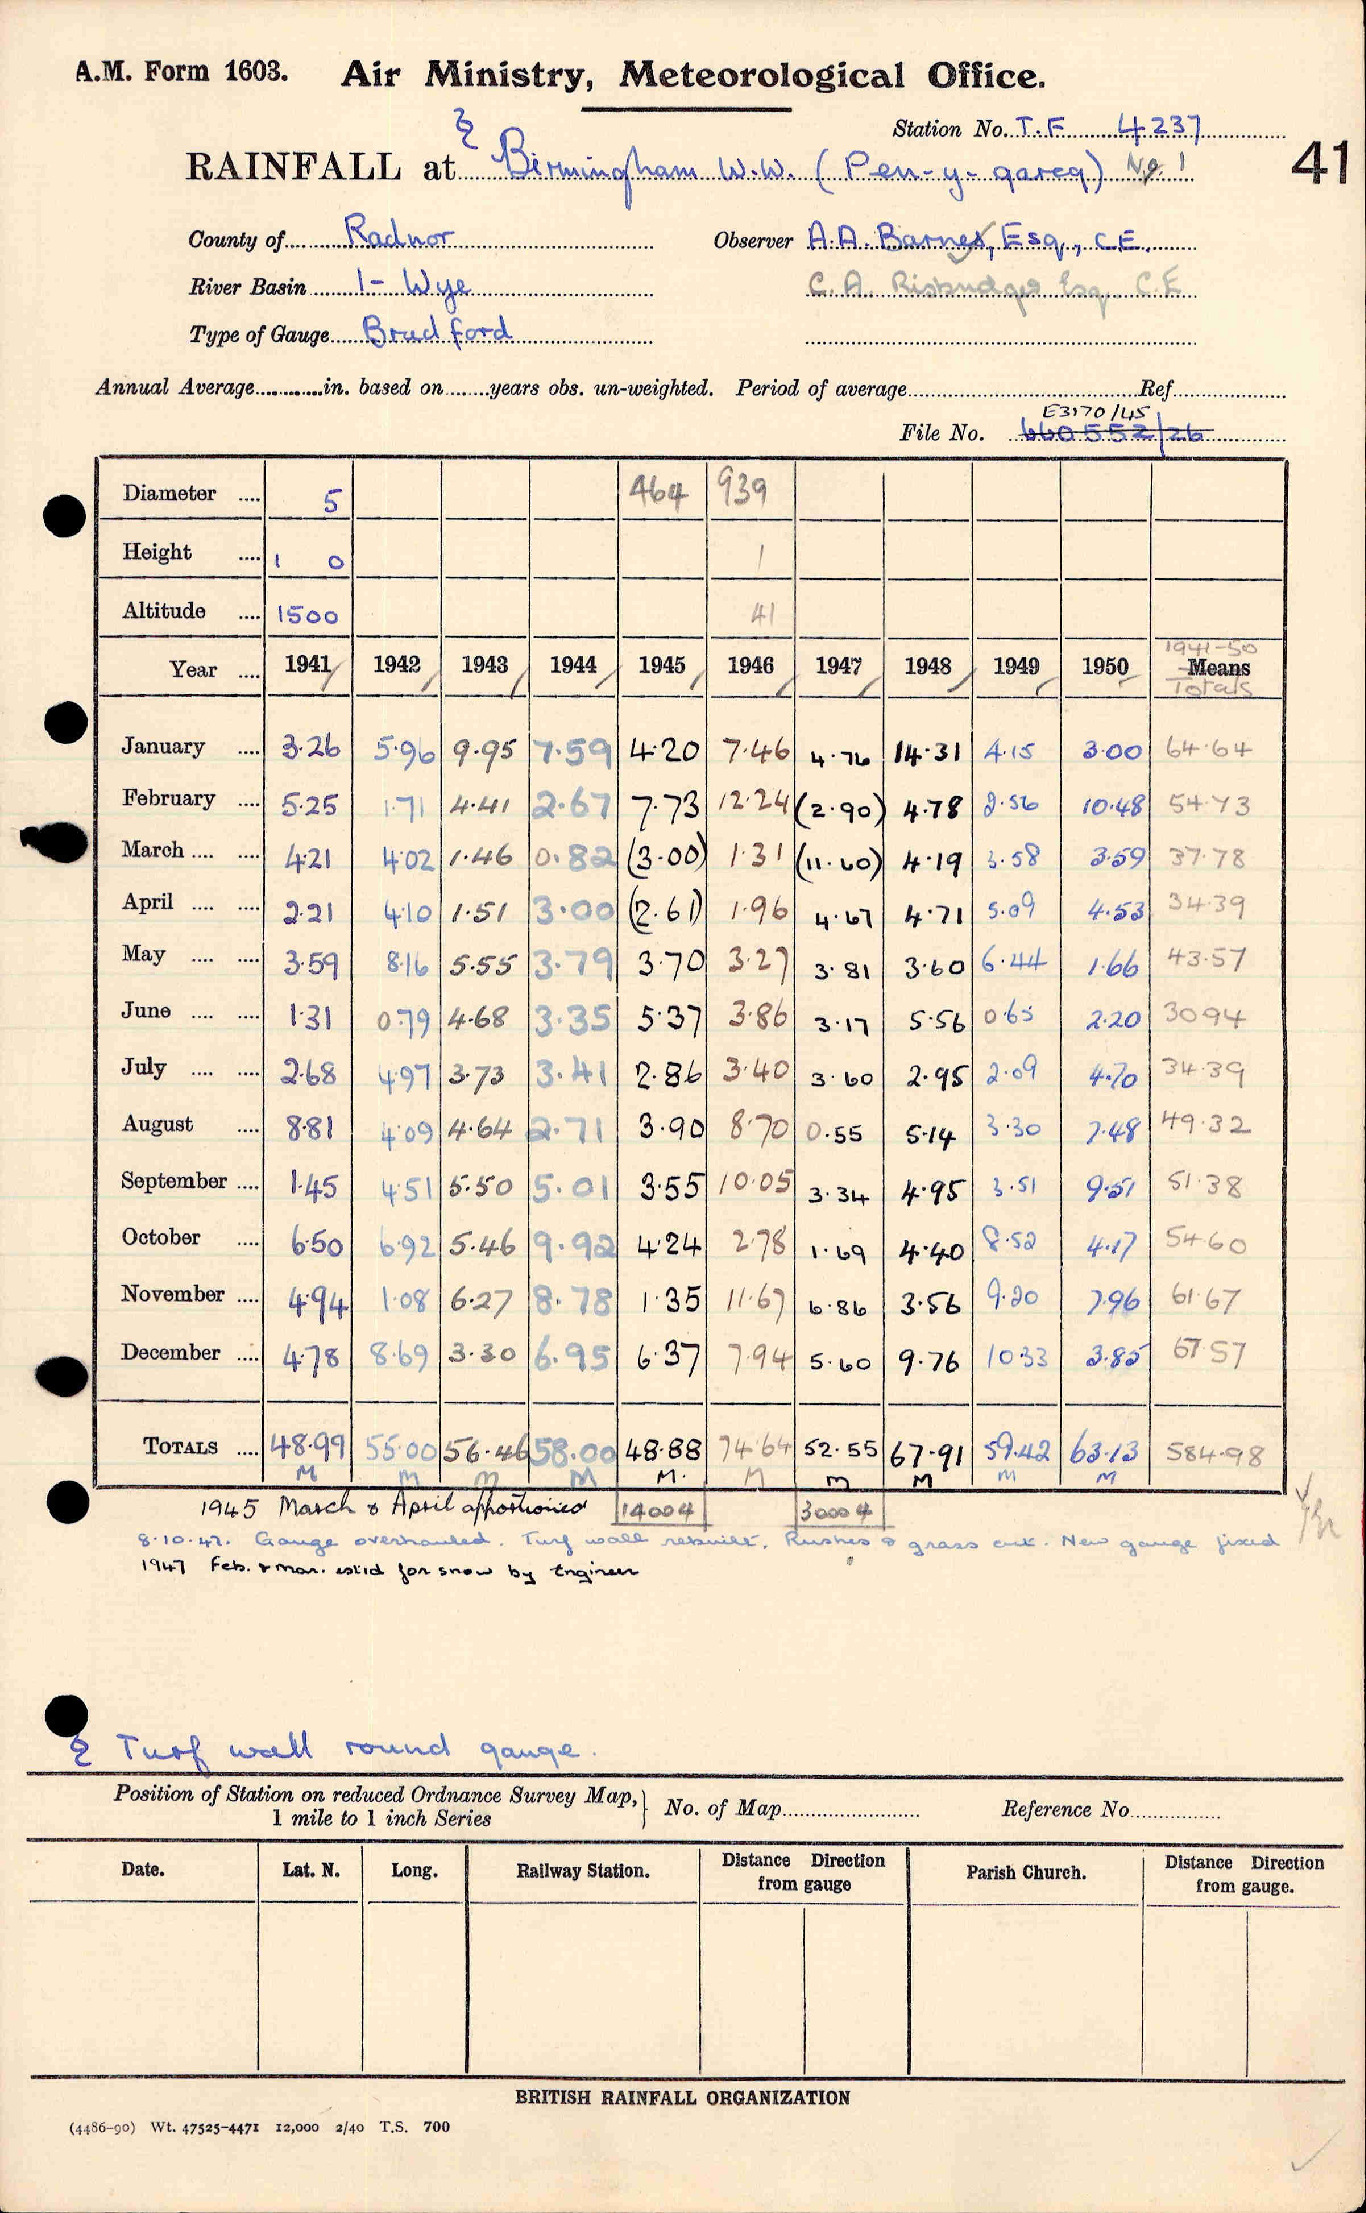 A.M. Form 1603. Air Ministry, Meteorological Office.
Station No. T.F 4237
41
RAINFALL at Birmingham W.W. (Pen-y-gareg) No. 1
County of Radnor Observer A.A. Barnes, Esq., C.E.
River Basin 1- Wye C.A. Risbridger Esq. C.E
Type of Gauge Bradford
Annual Average in. based on years obs. un-weighted. Period of average Ref
E3170/45
File No. 660552/26
Diameter .... 5 464 939
Height .... 1 0 1
Altitude .... 1500 41
1941-50
Year .... 1941 1942 1943 1944 1945 1946 1947 1948 1949 1950 Means
Totals
January .... 3.26 5.96 9.95 7.59 4.20 7.46 4.76 14.31 4.15 3.00 64.64
February .... 5.25 1.71 4.41 2.67 7.73 12.24 (2.90) 4.78 2.56 10.48 54.73
March .... .... 4.21 4.02 1.46 0.82 (3.00) 1.31 (11.60) 4.19 3.58 3.59 37.78
April .... .... 2.21 4.10 1.51 3.00 (2.61) 1.96 4.67 4.71 5.09 4.53 34.39
May .... .... 3.59 8.16 5.55 3.79 3.70 3.27 3.81 3.60 6.44 1.66 43.57
June .... .... 1.31 0.79 4.68 3.35 5.37 3.86 3.17 5.56 0.65 2.20 30.94
July .... .... 2.68 4.97 3.73 3.41 2.86 3.40 3.60 2.95 2.09 4.70 34.39
August .... 8.81 4.09 4.64 2.71 3.90 8.70 0.55 5.14 3.30 7.48 49.32
September .... 1.45 4.51 5.50 5.01 3.55 10.05 3.34 4.95 3.51 9.51 51.38
October .... 6.50 6.92 5.46 9.92 4.24 2.78 1.69 4.40 8.52 4.17 54.60
November .... 4.94 1.08 6.27 8.78 1.35 11.67 6.86 3.56 9.20 7.96 61.67
December .... 4.78 8.69 3.30 6.95 6.37 7.94 5.60 9.76 10.33 3.85 67.57
TOTALS .... 48.99 55.00 56.46 58.00 48.88 74.64 52.55 67.91 59.42 63.13 584.98
M M M M M. M M M M M
1945 March & April apportioned 14004 30004
8.10.47. Gauge overhauled. Turf wall rebuilt. Rushes & grass cut. New gauge fixed
1947 Feb. & Mar. estd for snow by Engineer
Turf wall round gauge.
Position of Station on reduced Ordnance Survey Map,
1 mile to 1 inch Series
No. of Map Reference No.
Date. Lat. N. Long. Railway Station. Distance Direction from gauge Parish Church. Distance Direction from gauge.
BRITISH RAINFALL ORGANIZATION
(4486-90) Wt. 47525-4471 12,000 2/40 T.S. 700